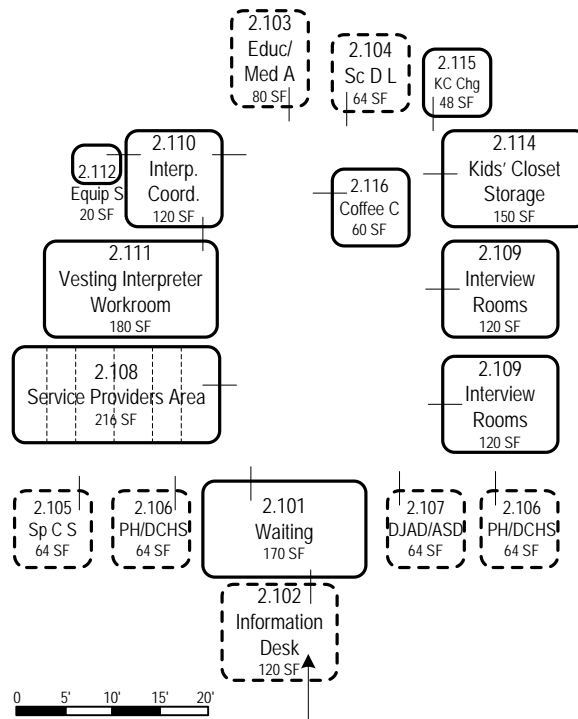 2.103
Educ/
Med A
80 SF
2.104
Sc D L
64 SF
2.115
KC Chg
48 SF
2.112
Equip S
20 SF
2.110
Interp.
Coord.
120 SF
2.116
Coffee C
60 SF
2.114
Kids' Closet
Storage
150 SF
2.111
Vesting Interpreter
Workroom
180 SF
2.109
Interview
Rooms
120 SF
2.108
Service Providers Area
216 SF
2.109
Interview
Rooms
120 SF
2.105
Sp C S
64 SF
2.106
PH/DCHS
64 SF
2.101
Waiting
170 SF
2.107
DJAD/ASD
64 SF
2.106
PH/DCHS
64 SF
2.102
Information
Desk
120 SF
0 5' 10' 15' 20'